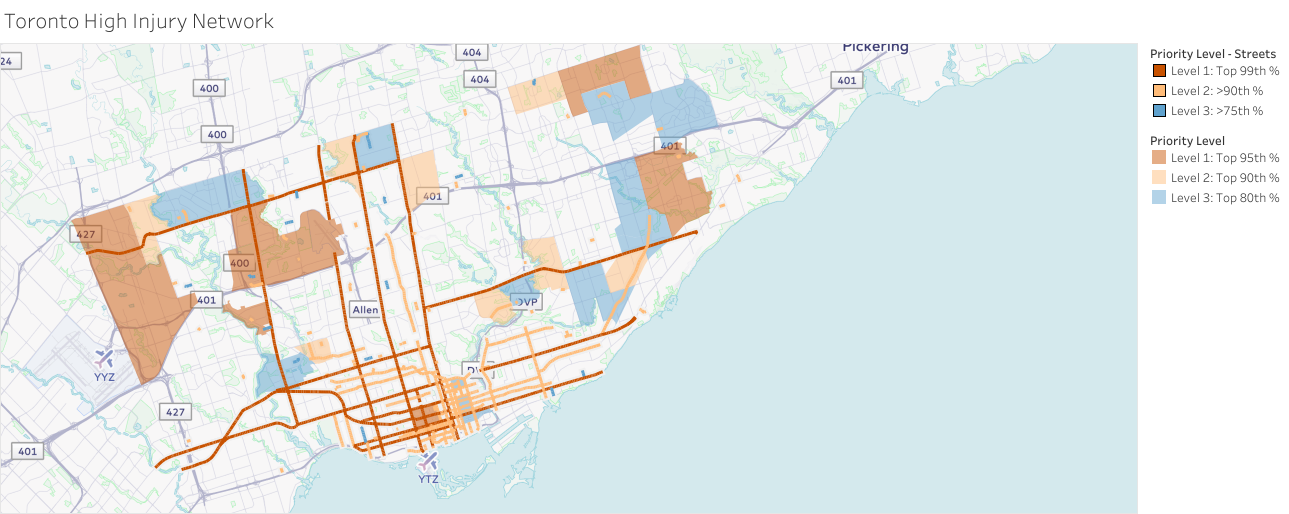 Toronto High Injury Network
Pickering
24
404
404
400
401
400
401
401
427
400
401
Allen
DVP
YYZ
427
401
YTZ
Priority Level - Streets
Level 1: Top 99th %
Level 2: >90th %
Level 3: >75th %
Priority Level
Level 1: Top 95th %
Level 2: Top 90th %
Level 3: Top 80th %